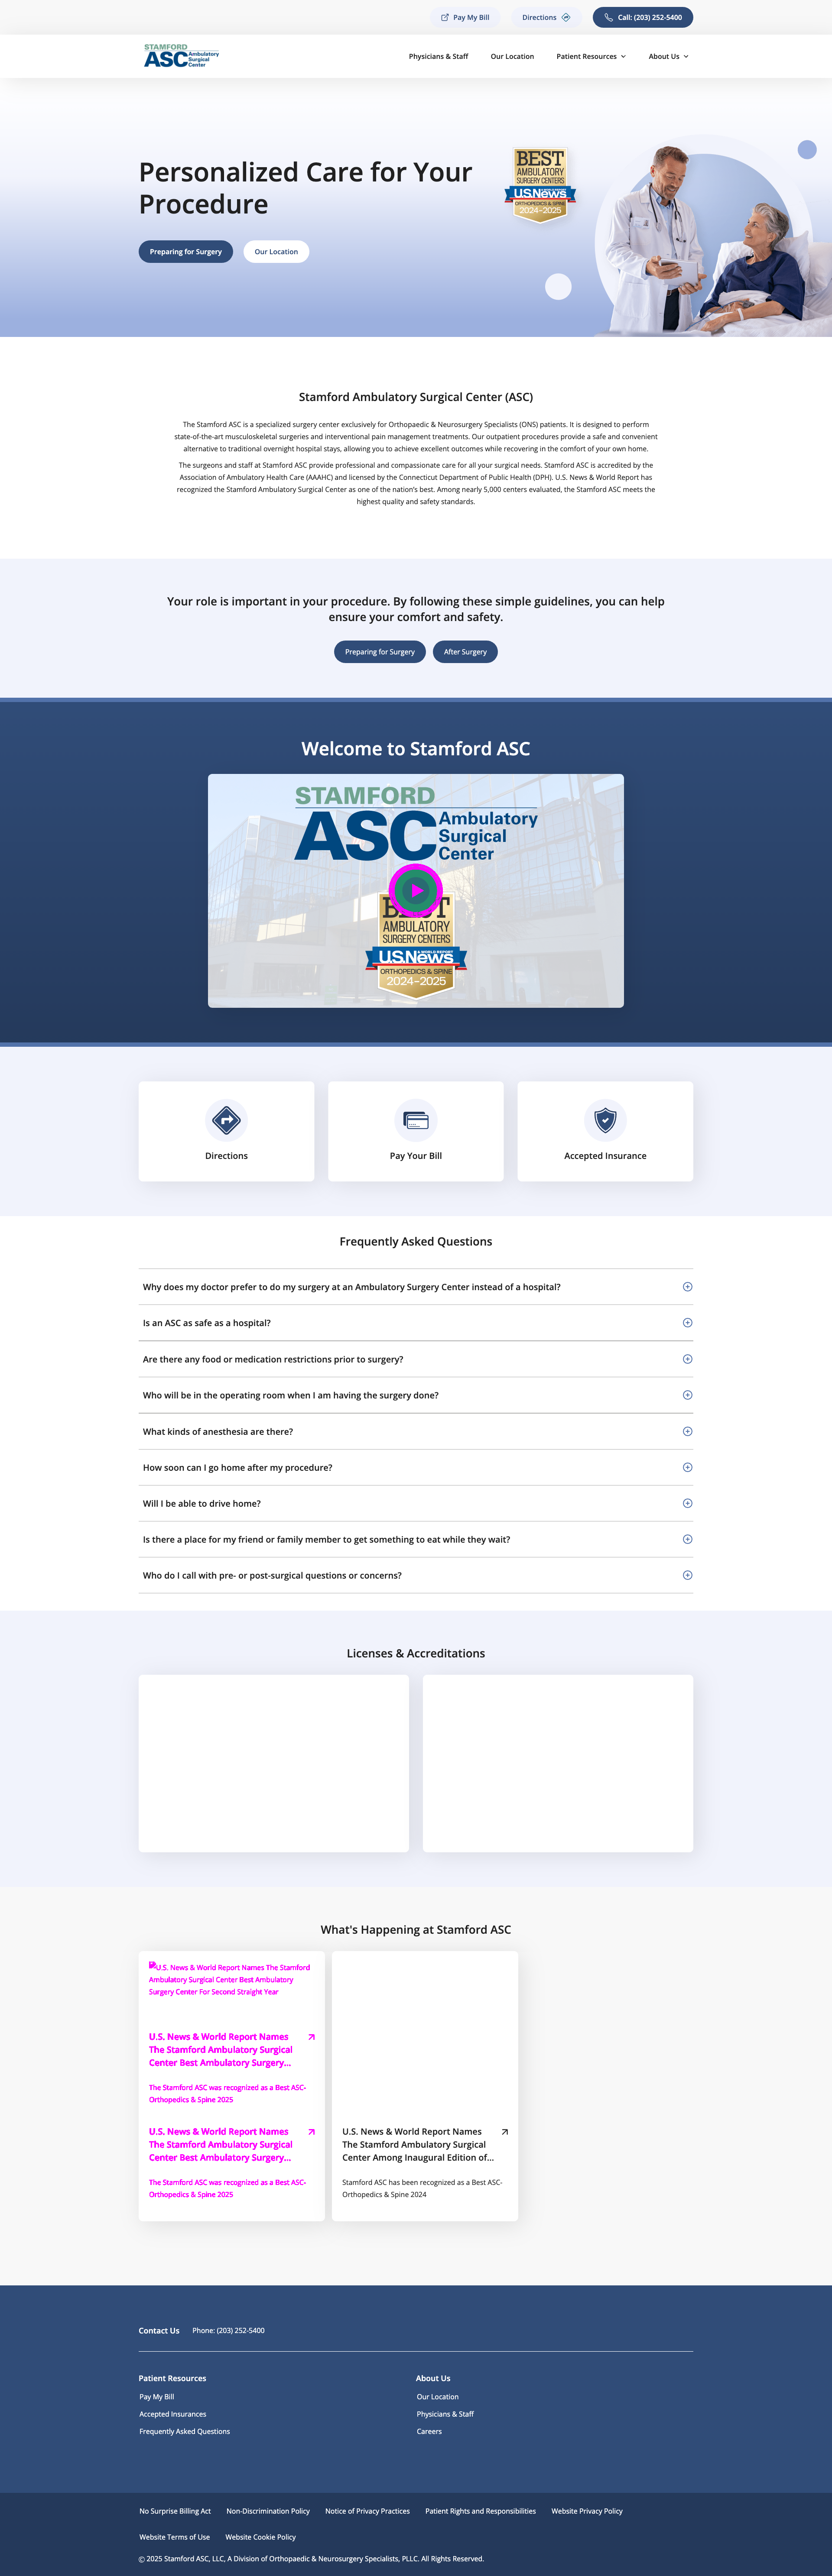 Pay My Bill
Directions
Call: (203) 252-5400
STAMFORD
ASC Ambulatory
Surgical
Center
Physicians & Staff
Our Location
Patient Resources
About Us
Personalized Care for Your
Procedure
Preparing for Surgery
Our Location
BEST
AMBULATORY
SURGERY CENTERS
U.S. News
ORTHOPEDICS & SPINE
2024-2025
Stamford Ambulatory Surgical Center (ASC)
The Stamford ASC is a specialized surgery center exclusively for Orthopaedic & Neurosurgery Specialists (ONS) patients. It is designed to perform
state-of-the-art musculoskeletal surgeries and interventional pain management treatments. Our outpatient procedures provide a safe and convenient
alternative to traditional overnight hospital stays, allowing you to achieve excellent outcomes while recovering in the comfort of your own home.
The surgeons and staff at Stamford ASC provide professional and compassionate care for all your surgical needs. Stamford ASC is accredited by the
Association of Ambulatory Health Care (AAAHC) and licensed by the Connecticut Department of Public Health (DPH). U.S. News & World Report has
recognized the Stamford Ambulatory Surgical Center as one of the nation's best. Among nearly 5,000 centers evaluated, the Stamford ASC meets the
highest quality and safety standards.
Your role is important in your procedure. By following these simple guidelines, you can help
ensure your comfort and safety.
Preparing for Surgery
After Surgery
Welcome to Stamford ASC
STAMFORD
ASC Ambulatory
Surgical
Center
BEST
AMBULATORY
SURGERY CENTERS
U.S. News
ORTHOPEDICS & SPINE
2024-2025
Directions
Pay Your Bill
Accepted Insurance
Frequently Asked Questions
Why does my doctor prefer to do my surgery at an Ambulatory Surgery Center instead of a hospital?
Is an ASC as safe as a hospital?
Are there any food or medication restrictions prior to surgery?
Who will be in the operating room when I am having the surgery done?
What kinds of anesthesia are there?
How soon can I go home after my procedure?
Will I be able to drive home?
Is there a place for my friend or family member to get something to eat while they wait?
Who do I call with pre- or post-surgical questions or concerns?
Licenses & Accreditations
What's Happening at Stamford ASC
U.S. News & World Report Names The Stamford
Ambulatory Surgical Center Best Ambulatory
Surgery Center For Second Straight Year
U.S. News & World Report Names
The Stamford Ambulatory Surgical
Center Best Ambulatory Surgery...
The Stamford ASC was recognized as a Best ASC-
Orthopedics & Spine 2025
U.S. News & World Report Names
The Stamford Ambulatory Surgical
Center Best Ambulatory Surgery...
The Stamford ASC was recognized as a Best ASC-
Orthopedics & Spine 2025
U.S. News & World Report Names
The Stamford Ambulatory Surgical
Center Among Inaugural Edition of...
Stamford ASC has been recognized as a Best ASC-
Orthopedics & Spine 2024
Contact Us
Phone: (203) 252-5400
Patient Resources
Pay My Bill
Accepted Insurances
Frequently Asked Questions
About Us
Our Location
Physicians & Staff
Careers
No Surprise Billing Act
Non-Discrimination Policy
Notice of Privacy Practices
Patient Rights and Responsibilities
Website Privacy Policy
Website Terms of Use
Website Cookie Policy
© 2025 Stamford ASC, LLC, A Division of Orthopaedic & Neurosurgery Specialists, PLLC. All Rights Reserved.